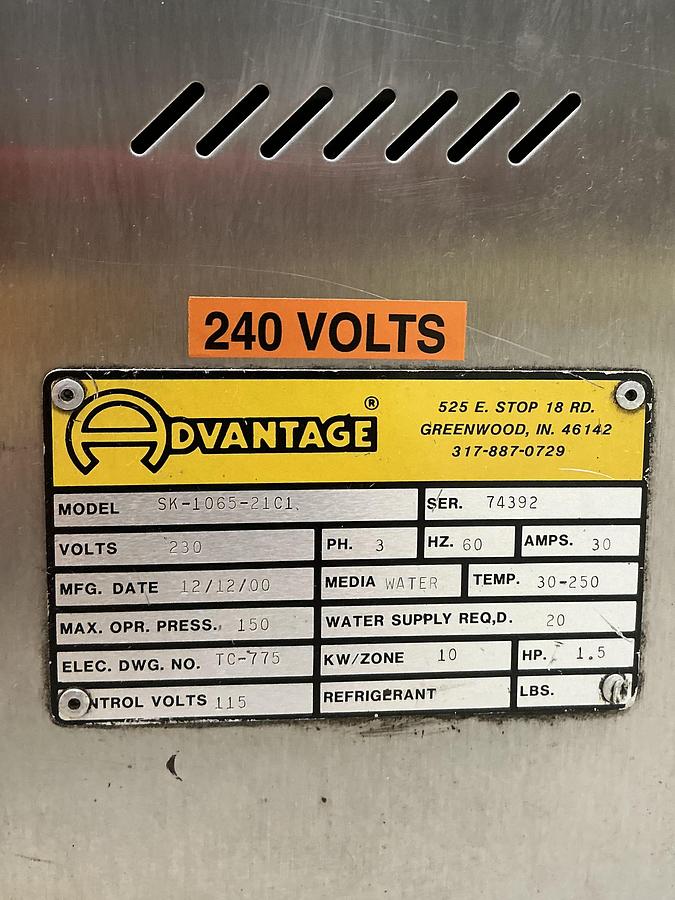 240 VOLTS
ADVANTAGE ®
525 E. STOP 18 RD.
GREENWOOD, IN. 46142
317-887-0729
MODEL SK-1065-21C1 SER. 74392
VOLTS 230 PH. 3 HZ. 60 AMPS. 30
MFG. DATE 12/12/00 MEDIA WATER TEMP. 30-250
MAX. OPR. PRESS. 150 WATER SUPPLY REQ,D. 20
ELEC. DWG. NO. TC-775 KW/ZONE 10 HP. 1.5
NTROL VOLTS 115 REFRIGERANT LBS.